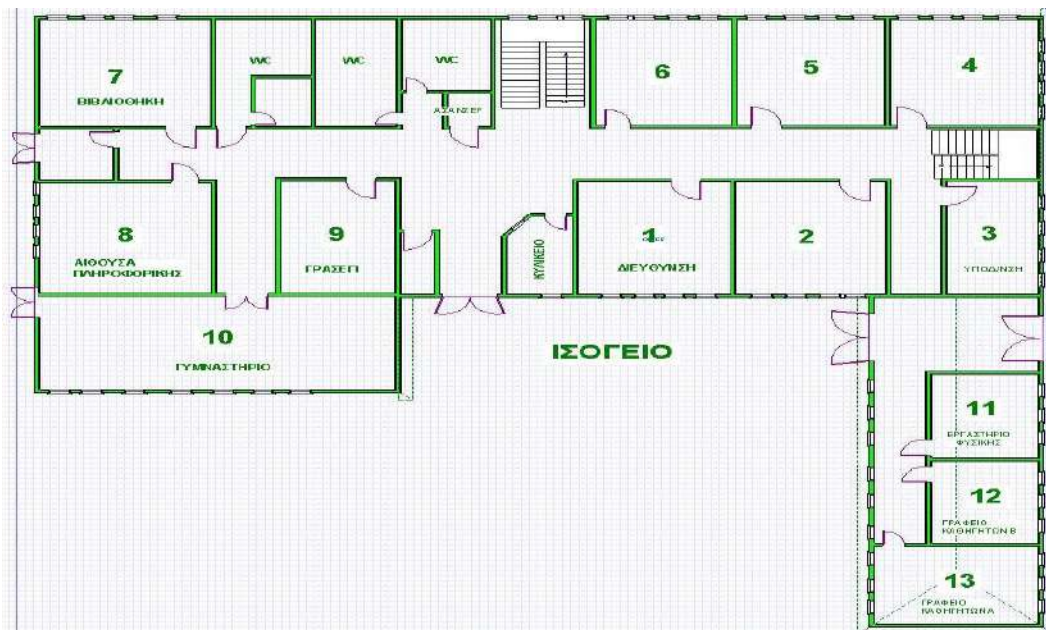 7
ΒΙΒΛΙΟΘΗΚΗ
WC
WC
WC
ΑΣΑΝΣΕΡ
6
5
4
8
ΑΙΘΟΥΣΑ
ΠΛΗΡΟΦΟΡΙΚΗΣ
9
ΓΡΑΣΕΠ
ΚΥΛΙΚΕΙΟ
1
ΔΙΕΥΘΥΝΣΗ
2
3
ΥΠΟΔ/ΝΣΗ
10
ΓΥΜΝΑΣΤΗΡΙΟ
ΙΣΟΓΕΙΟ
11
ΕΡΓΑΣΤΗΡΙΟ
ΦΥΣΙΚΗΣ
12
ΓΡΑΦΕΙΟ
ΚΑΘΗΓΗΤΩΝ Β
13
ΓΡΑΦΕΙΟ
ΚΑΘΗΓΗΤΩΝ Α